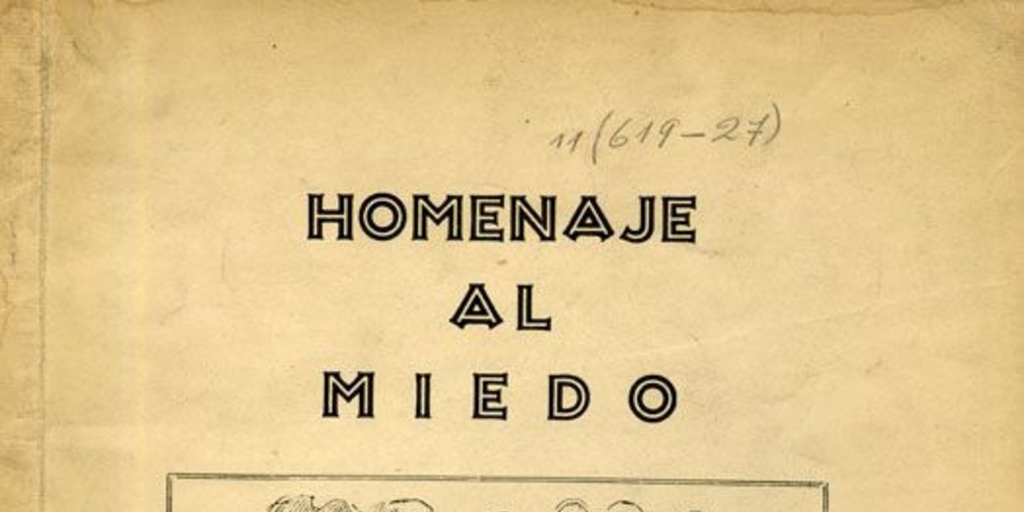 11(619-27)
HOMENAJE
AL
MIEDO